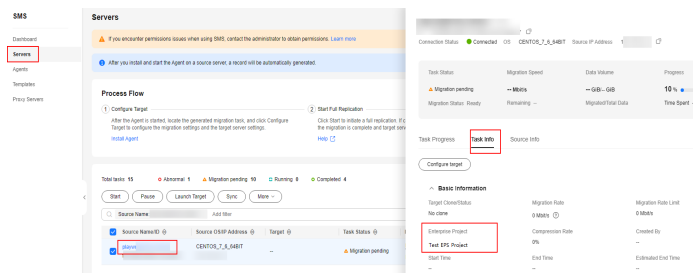 SMS
Dashboard
Servers
Agents
Templates
Proxy Servers
Servers
If you encounter permissions issues when using SMS, contact the administrator to obtain permissions. Learn more
After you install and start the Agent on a source server, a record will be automatically generated.
Process Flow
1 Configure Target
After the Agent is started, locate the generated migration task, and click Configure
Target to configure the migration settings and the target server settings.
Install Agent
2 Start Full Replication
Click Start to initiate a full replication. If
the migration is complete and target serv
Help
Total tasks 15 Abnormal 1 Migration pending 10 Running 0 Completed 4
Start Pause Launch Target Sync More
Source Name Add filter
Source Name/ID Source OS/IP Address Target Task Status
CENTOS_7_6_64BIT -- Migration pending
Connection Status Connected OS CENTOS_7_6_64BIT Source IP Address 1
Task Status Migration Speed Data Volume Progress
Migration pending -- Mbit/s -- GiB/-- GiB 10 %
Migration Status Ready Remaining -- Migrated/Total Data Time Spent
Task Progress Task Info Source Info
Configure target
Basic Information
Target Clone/Status Migration Rate Migration Rate Limit
No clone 0 Mbit/s 0 Mbit/s
Enterprise Project Compression Rate Created By
Test EPS Project 0% --
Start Time End Time Estimated End Time
-- -- --